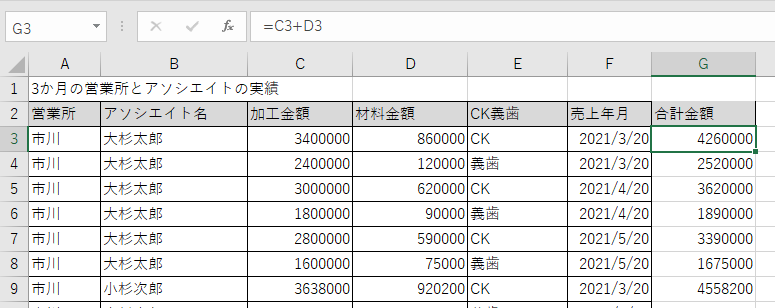 G3 fx =C3+D3
A B C D E F G
1 3か月の営業所とアソシエイトの実績
2 営業所 アソシエイト名 加工金額 材料金額 CK義歯 売上年月 合計金額
3 市川 大杉太郎 3400000 860000 CK 2021/3/20 4260000
4 市川 大杉太郎 2400000 120000 義歯 2021/3/20 2520000
5 市川 大杉太郎 3000000 620000 CK 2021/4/20 3620000
6 市川 大杉太郎 1800000 90000 義歯 2021/4/20 1890000
7 市川 大杉太郎 2800000 590000 CK 2021/5/20 3390000
8 市川 大杉太郎 1600000 75000 義歯 2021/5/20 1675000
9 市川 小杉次郎 3638000 920200 CK 2021/3/20 4558200